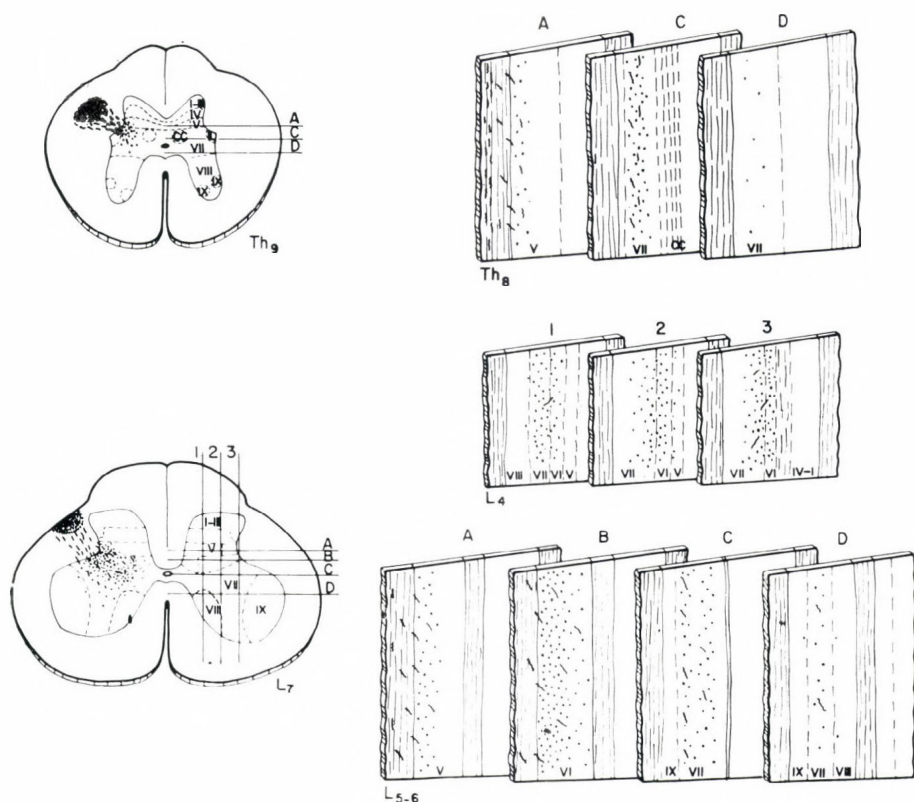 A C D
I-III
IV
V
CC
VII
VIII
IX
IX
A
C
D
Th9
V VII CC VII
Th8
1 2 3
VIII VII VI V VII VI V VII VI IV-I
L4
1 2 3
I-III
VI
VII
VIII
IX
A
B
C
D
L7
A B C D
V VI IX VII IX VII VIII
L5-6